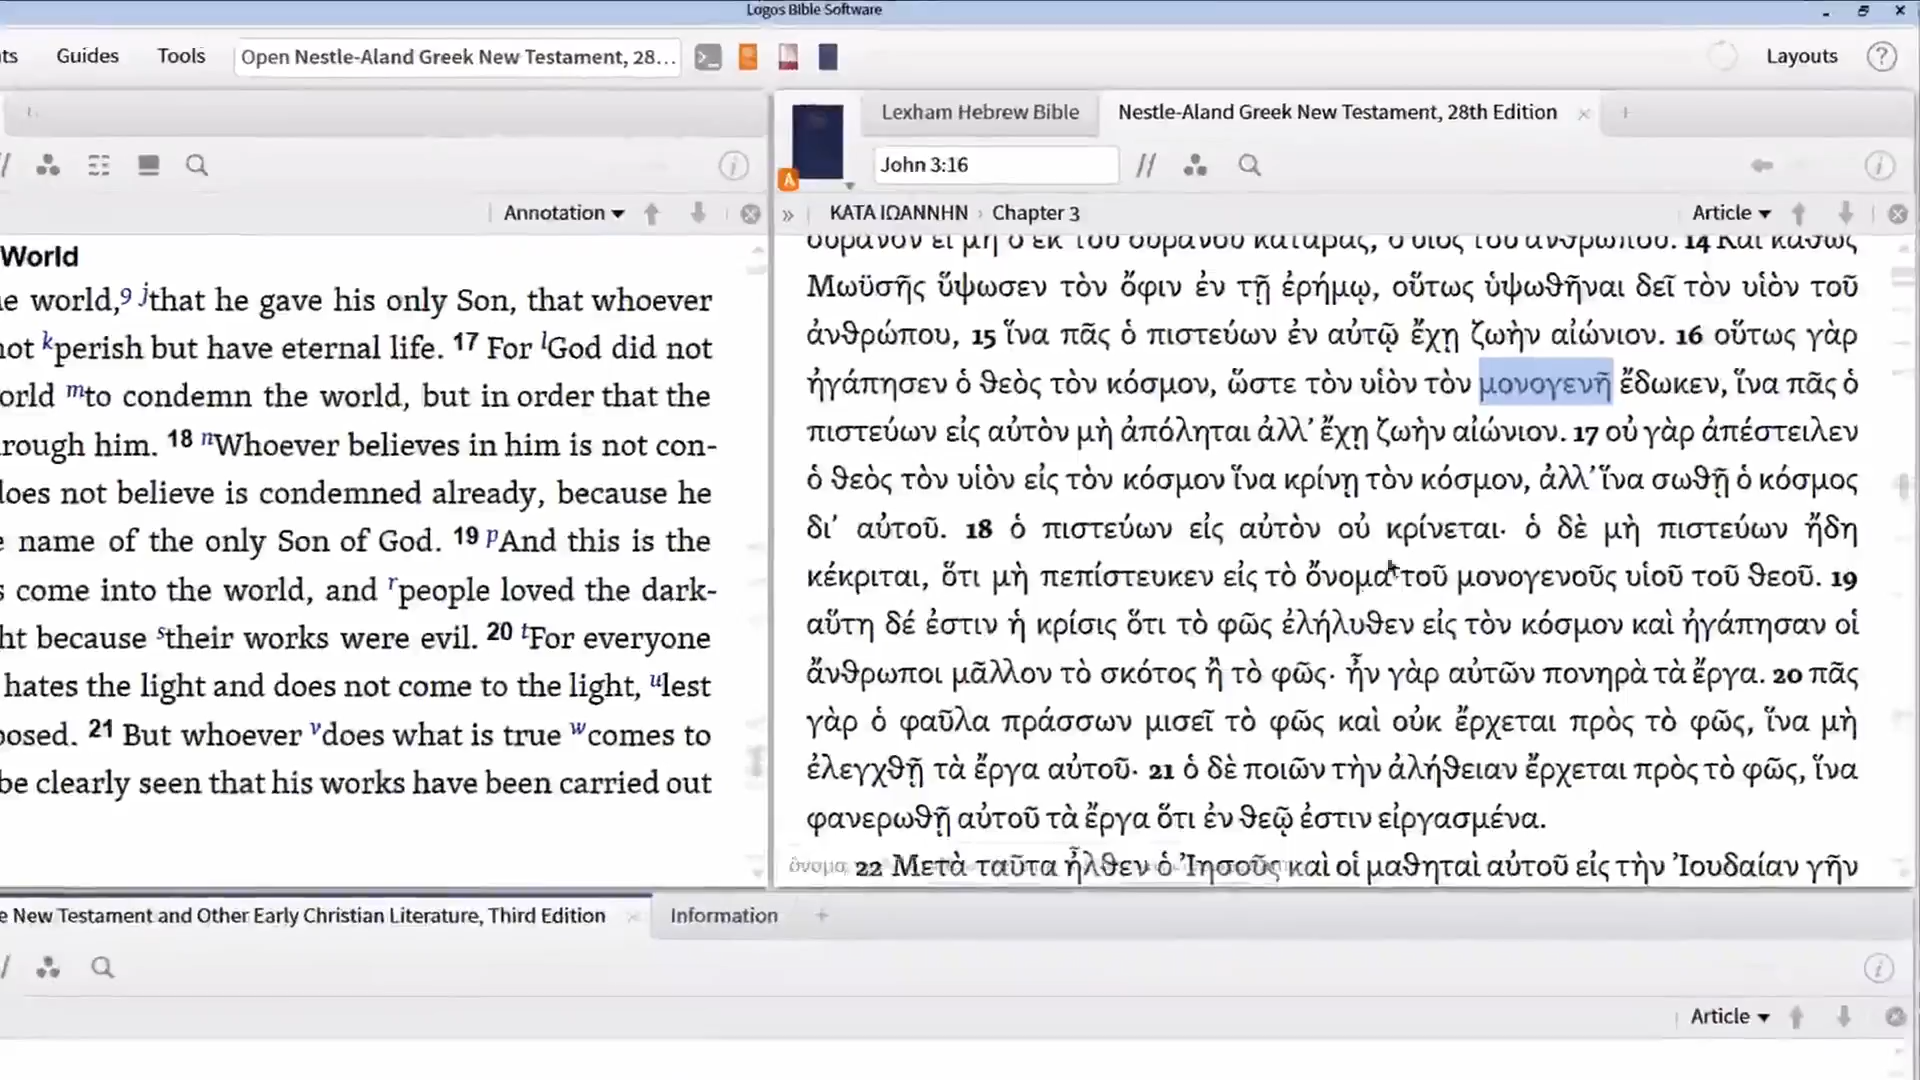 Logos Bible Software
ts Guides Tools Open Nestle-Aland Greek New Testament, 28... Layouts
Lexham Hebrew Bible Nestle-Aland Greek New Testament, 28th Edition
John 3:16
Annotation
ΚΑΤΑ ΙΩΑΝΝΗΝ › Chapter 3 Article
World
e world,9 jthat he gave his only Son, that whoever
not kperish but have eternal life. 17 For lGod did not
orld mto condemn the world, but in order that the
rough him. 18 nWhoever believes in him is not con-
does not believe is condemned already, because he
e name of the only Son of God. 19 pAnd this is the
s come into the world, and rpeople loved the dark-
ht because stheir works were evil. 20 tFor everyone
hates the light and does not come to the light, ulest
posed. 21 But whoever vdoes what is true wcomes to
be clearly seen that his works have been carried out
οὐρανὸν εἰ μὴ ὁ ἐκ τοῦ οὐρανοῦ καταβάς, ὁ υἱὸς τοῦ ἀνθρώπου. 14 Καὶ καθὼς
Μωϋσῆς ὕψωσεν τὸν ὄφιν ἐν τῇ ἐρήμῳ, οὕτως ὑψωθῆναι δεῖ τὸν υἱὸν τοῦ
ἀνθρώπου, 15 ἵνα πᾶς ὁ πιστεύων ἐν αὐτῷ ἔχῃ ζωὴν αἰώνιον. 16 οὕτως γὰρ
ἠγάπησεν ὁ θεὸς τὸν κόσμον, ὥστε τὸν υἱὸν τὸν μονογενῆ ἔδωκεν, ἵνα πᾶς ὁ
πιστεύων εἰς αὐτὸν μὴ ἀπόληται ἀλλ’ ἔχῃ ζωὴν αἰώνιον. 17 οὐ γὰρ ἀπέστειλεν
ὁ θεὸς τὸν υἱὸν εἰς τὸν κόσμον ἵνα κρίνῃ τὸν κόσμον, ἀλλ’ ἵνα σωθῇ ὁ κόσμος
δι’ αὐτοῦ. 18 ὁ πιστεύων εἰς αὐτὸν οὐ κρίνεται· ὁ δὲ μὴ πιστεύων ἤδη
κέκριται, ὅτι μὴ πεπίστευκεν εἰς τὸ ὄνομα τοῦ μονογενοῦς υἱοῦ τοῦ θεοῦ. 19
αὕτη δέ ἐστιν ἡ κρίσις ὅτι τὸ φῶς ἐλήλυθεν εἰς τὸν κόσμον καὶ ἠγάπησαν οἱ
ἄνθρωποι μᾶλλον τὸ σκότος ἢ τὸ φῶς· ἦν γὰρ αὐτῶν πονηρὰ τὰ ἔργα. 20 πᾶς
γὰρ ὁ φαῦλα πράσσων μισεῖ τὸ φῶς καὶ οὐκ ἔρχεται πρὸς τὸ φῶς, ἵνα μὴ
ἐλεγχθῇ τὰ ἔργα αὐτοῦ· 21 ὁ δὲ ποιῶν τὴν ἀλήθειαν ἔρχεται πρὸς τὸ φῶς, ἵνα
φανερωθῇ αὐτοῦ τὰ ἔργα ὅτι ἐν θεῷ ἐστιν εἰργασμένα.
ὄνομα, 22 Μετὰ ταῦτα ἦλθεν ὁ Ἰησοῦς καὶ οἱ μαθηταὶ αὐτοῦ εἰς τὴν Ἰουδαίαν γῆν
e New Testament and Other Early Christian Literature, Third Edition Information
Article